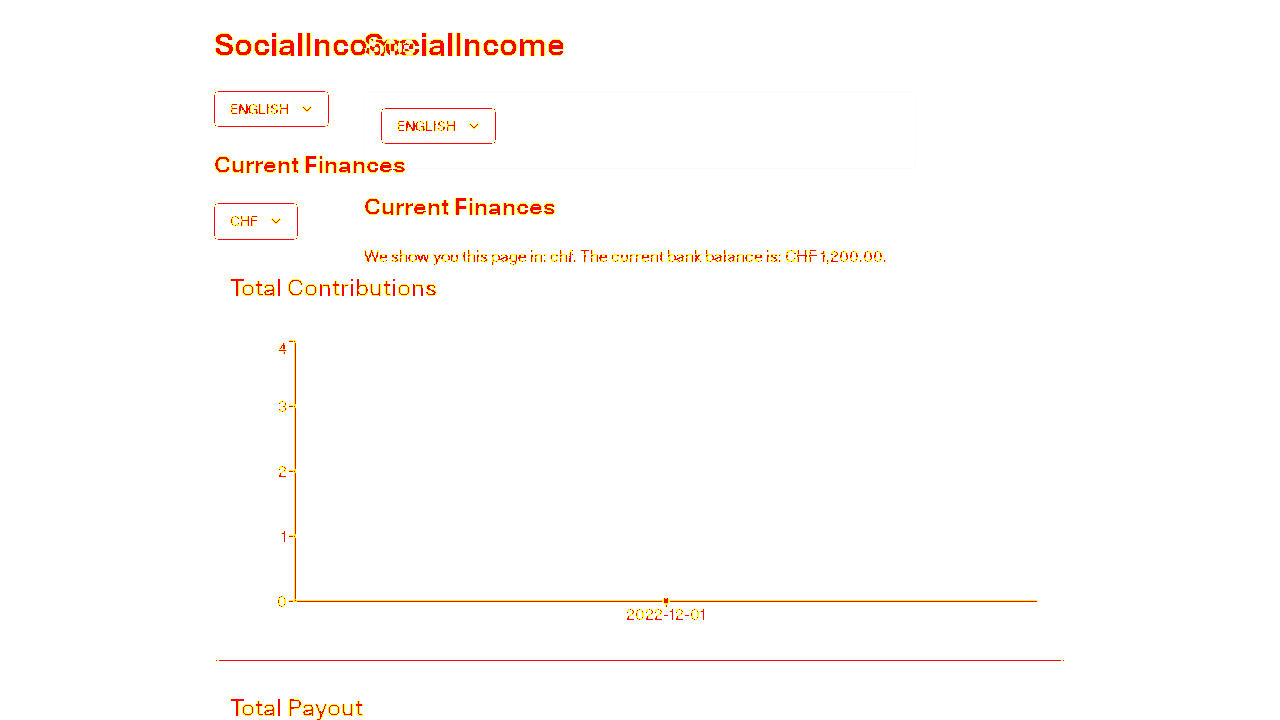 SocialIncome
SocialIncome
ENGLISH
ENGLISH
Current Finances
Current Finances
CHF
We show you this page in: chf. The current bank balance is: CHF 1,200.00.
Total Contributions
4
3
2
1
0
2022-12-01
Total Payout